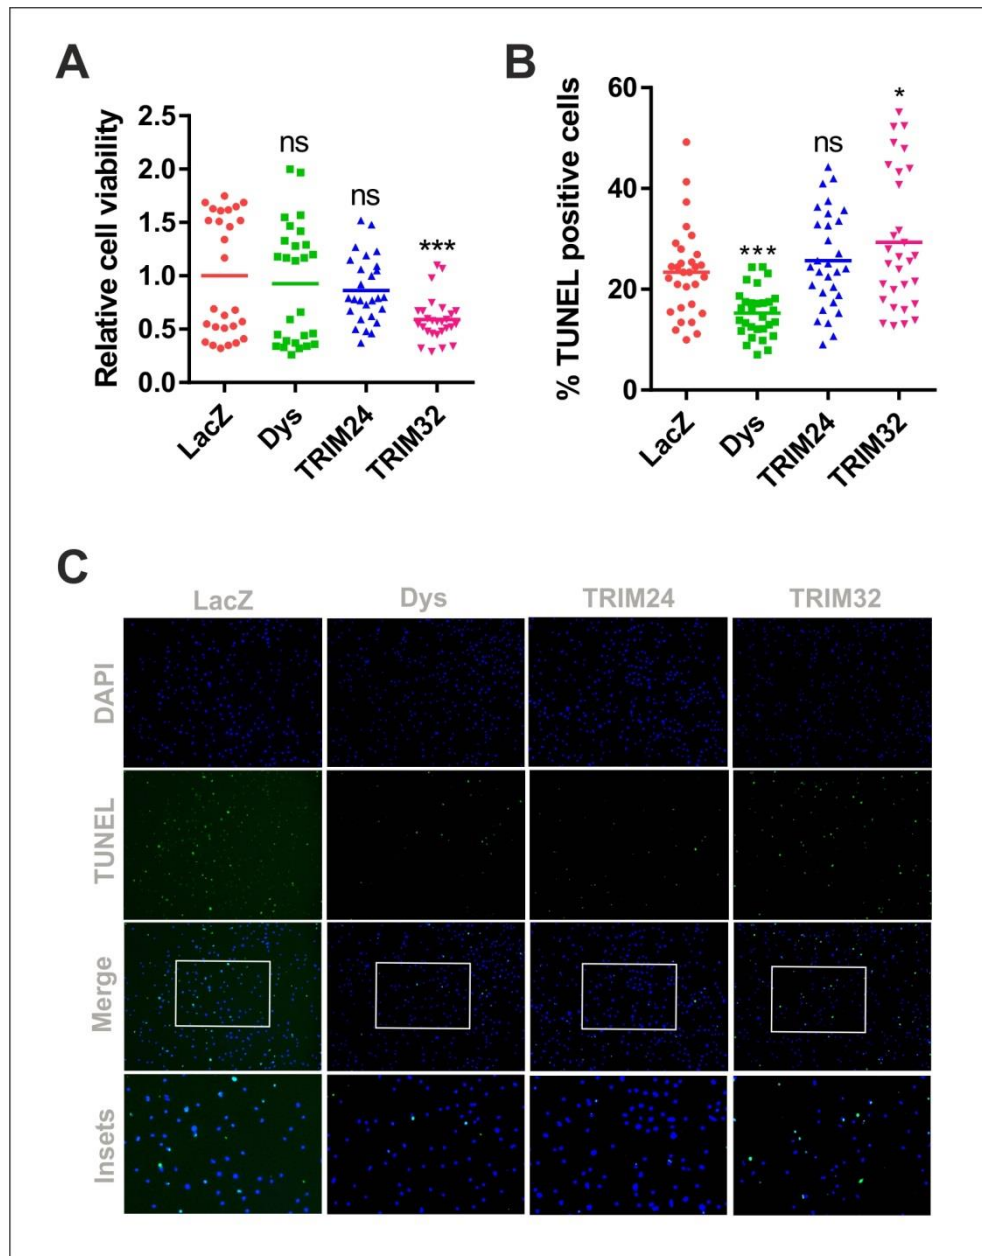 A
Relative cell viability
2.5
2.0
1.5
1.0
0.5
0.0
ns
ns
***
LacZ
Dys
TRIM24
TRIM32
B
% TUNEL positive cells
60
40
20
0
***
ns
*
LacZ
Dys
TRIM24
TRIM32
C
LacZ Dys TRIM24 TRIM32
DAPI
TUNEL
Merge
Insets